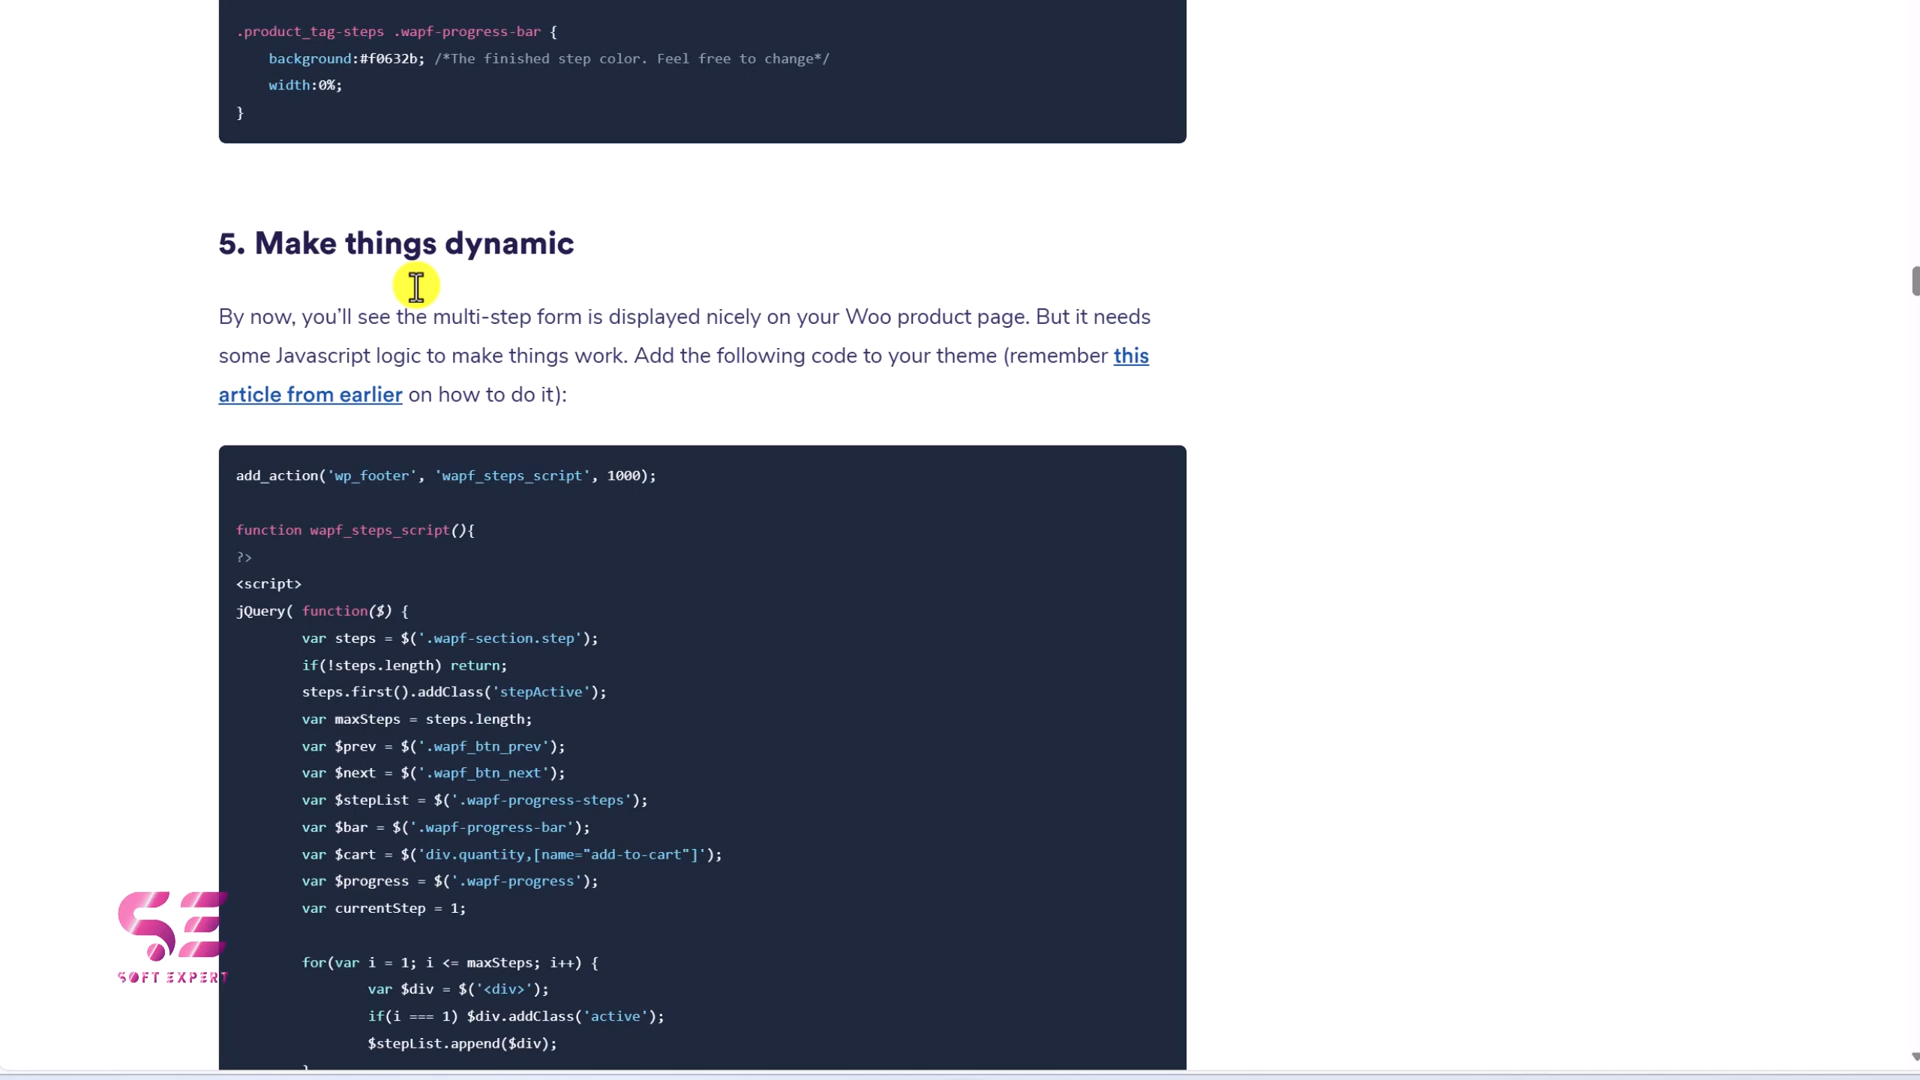 .product_tag-steps .wapf-progress-bar {
background:#f0632b; /*The finished step color. Feel free to change*/
width:0%;
}
5. Make things dynamic
By now, you'll see the multi-step form is displayed nicely on your Woo product page. But it needs
some Javascript logic to make things work. Add the following code to your theme (remember this
article from earlier on how to do it):
add_action('wp_footer', 'wapf_steps_script', 1000);
function wapf_steps_script(){
?>
<script>
jQuery( function($) {
var steps = $('.wapf-section.step');
if(!steps.length) return;
steps.first().addClass('stepActive');
var maxSteps = steps.length;
var $prev = $('.wapf_btn_prev');
var $next = $('.wapf_btn_next');
var $stepList = $('.wapf-progress-steps');
var $bar = $('.wapf-progress-bar');
var $cart = $('div.quantity,[name="add-to-cart"]');
var $progress = $('.wapf-progress');
var currentStep = 1;
for(var i = 1; i <= maxSteps; i++) {
var $div = $('<div>');
if(i === 1) $div.addClass('active');
$stepList.append($div);
}
SE
SOFT EXPERT